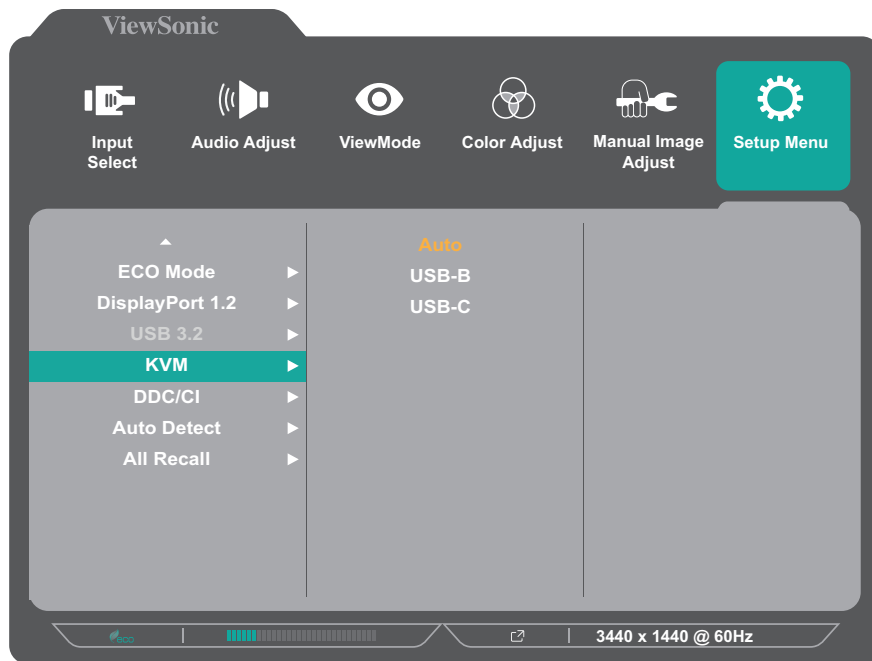 ViewSonic
Input
Select
Audio Adjust
ViewMode
Color Adjust
Manual Image
Adjust
Setup Menu
ECO Mode
DisplayPort 1.2
USB 3.2
KVM
DDC/CI
Auto Detect
All Recall
Auto
USB-B
USB-C
eco
3440 x 1440 @ 60Hz